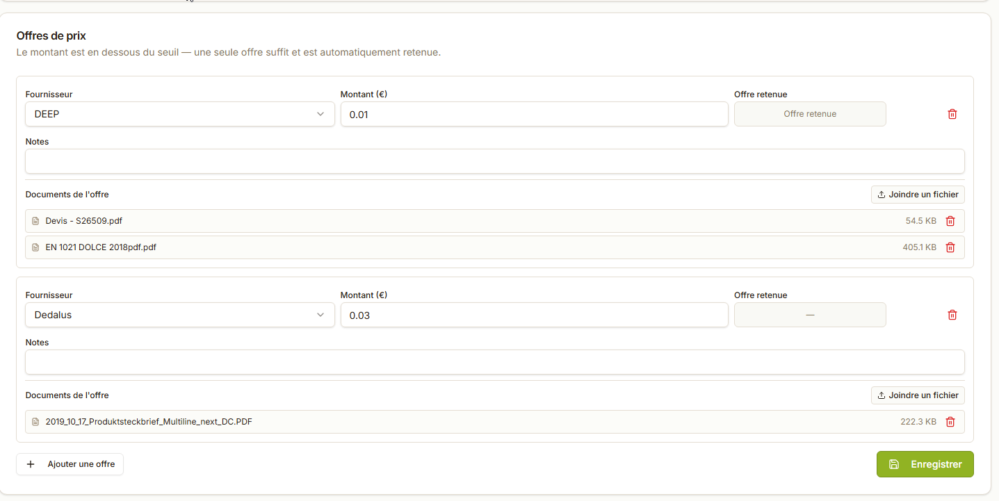 Offres de prix
Le montant est en dessous du seuil — une seule offre suffit et est automatiquement retenue.
Fournisseur Montant (€) Offre retenue
DEEP 0.01 Offre retenue
Notes
Documents de l'offre Joindre un fichier
Devis - S26509.pdf 54.5 KB
EN 1021 DOLCE 2018pdf.pdf 405.1 KB
Fournisseur Montant (€) Offre retenue
Dedalus 0.03 —
Notes
Documents de l'offre Joindre un fichier
2019_10_17_Produktsteckbrief_Multiline_next_DC.PDF 222.3 KB
Ajouter une offre Enregistrer